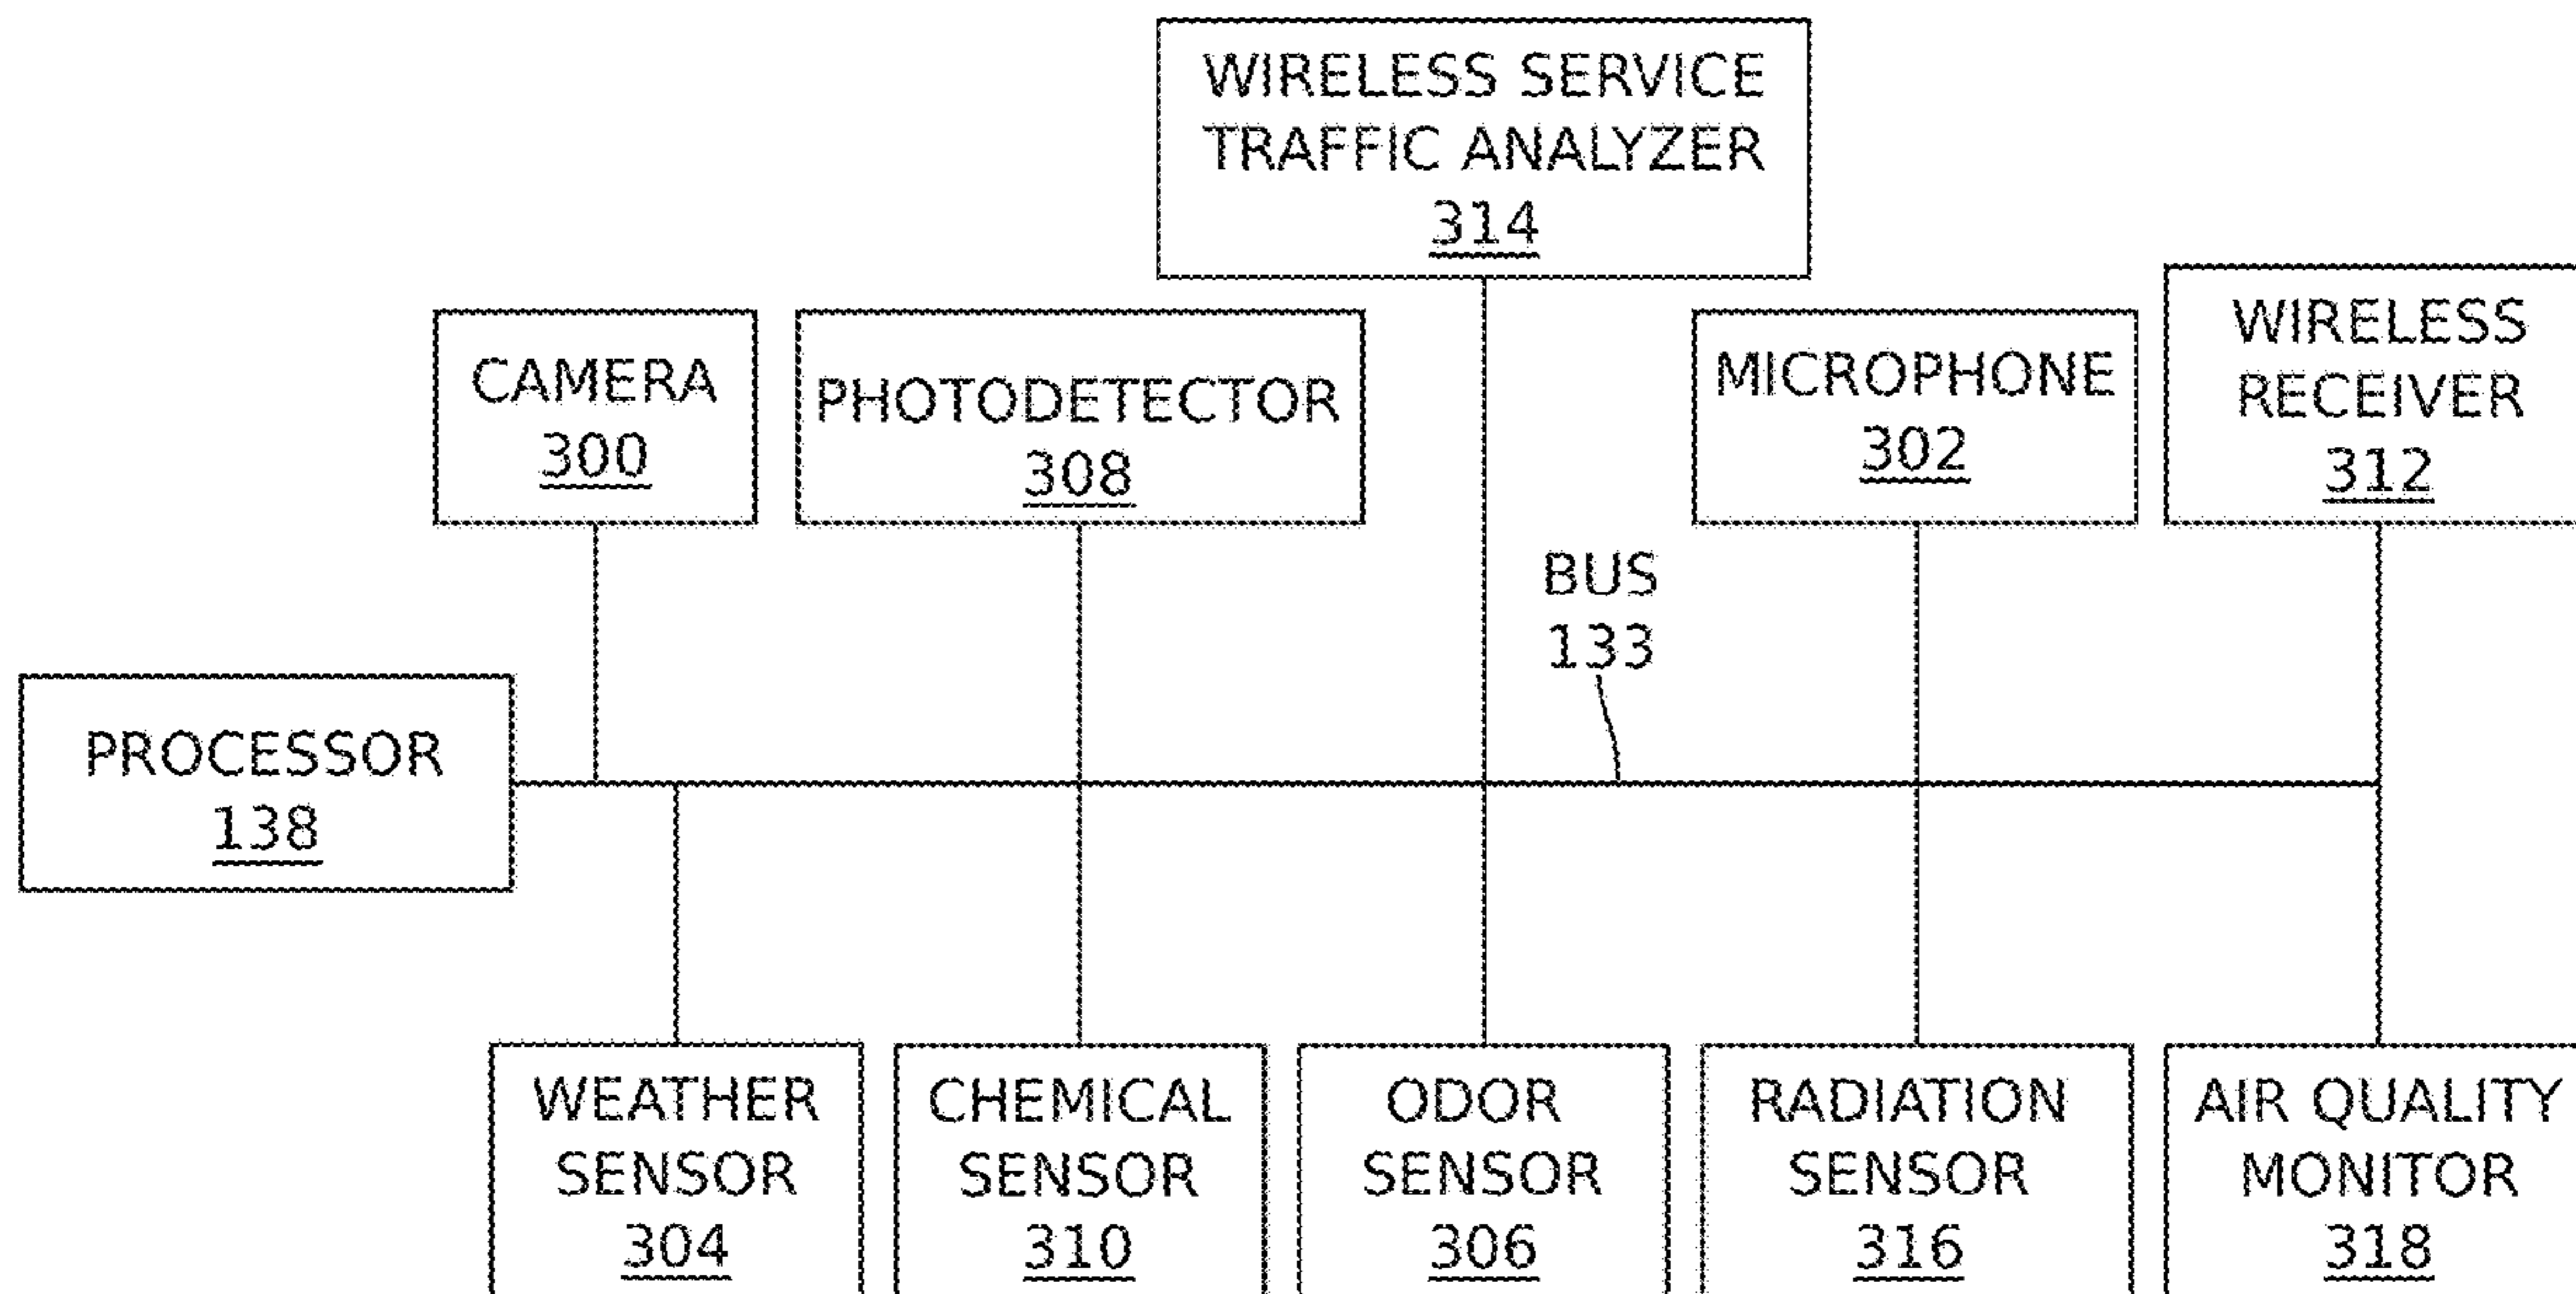 WIRELESS SERVICE
TRAFFIC ANALYZER
314
CAMERA
300
PHOTODETECTOR
308
MICROPHONE
302
WIRELESS
RECEIVER
312
BUS
133
PROCESSOR
138
WEATHER
SENSOR
304
CHEMICAL
SENSOR
310
ODOR
SENSOR
306
RADIATION
SENSOR
316
AIR QUALITY
MONITOR
318